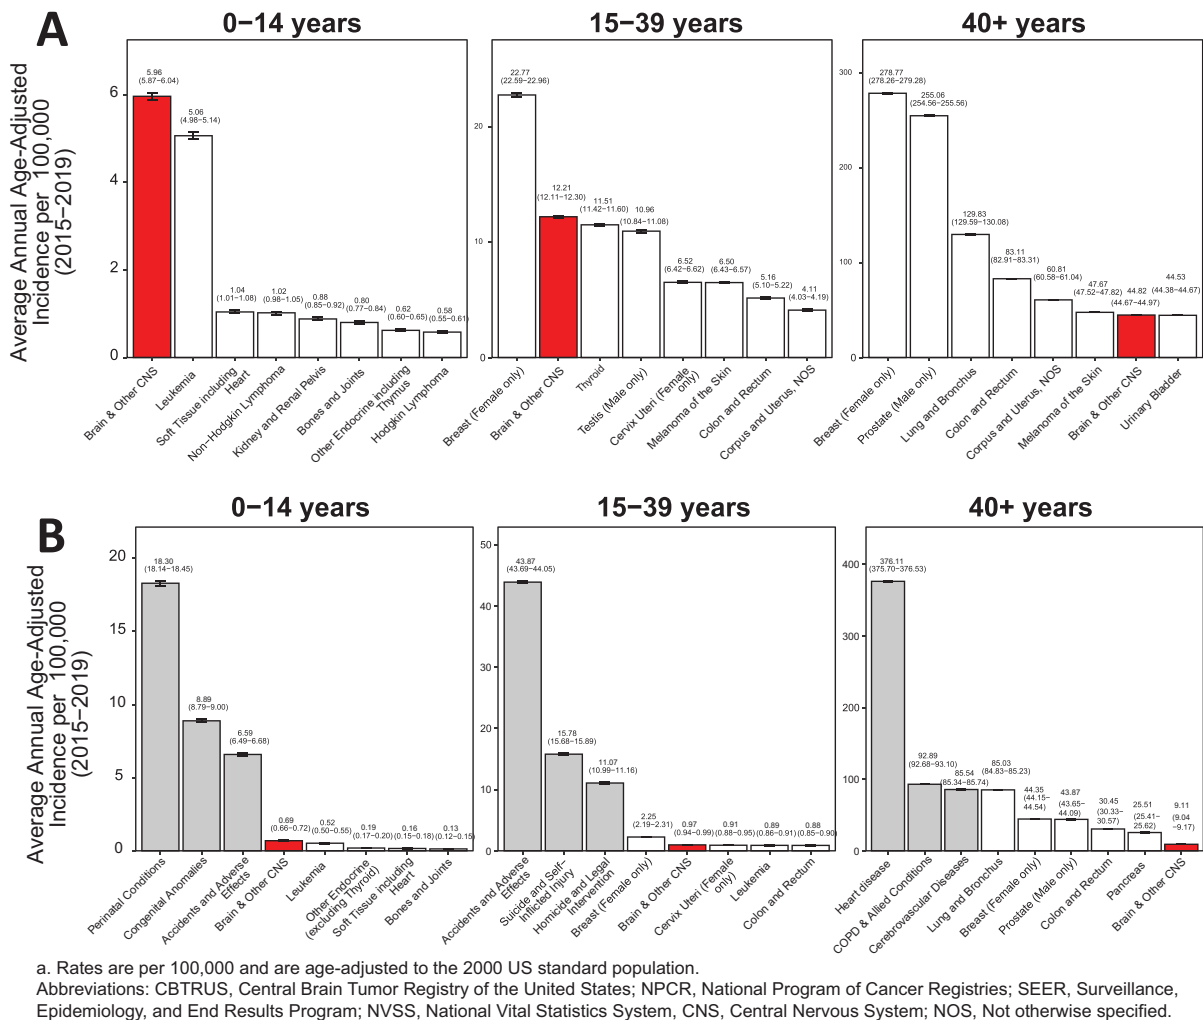 A
0−14 years
15−39 years
40+ years
Average Annual Age-Adjusted
Incidence per 100,000
(2015−2019)
6
4
2
0
5.96
(5.87−6.04)
5.06
(4.98−5.14)
1.04
(1.01−1.08)
1.02
(0.98−1.05)
0.88
(0.85−0.92)
0.80
(0.77−0.84)
0.62
(0.60−0.65)
0.58
(0.55−0.61)
Brain & Other CNS
Leukemia
Soft Tissue including
Heart
Non−Hodgkin Lymphoma
Kidney and Renal Pelvis
Bones and Joints
Other Endocrine including
Thymus
Hodgkin Lymphoma
20
10
0
22.77
(22.59−22.96)
12.21
(12.11−12.30)
11.51
(11.42−11.60)
10.96
(10.84−11.08)
6.52
(6.42−6.62)
6.50
(6.43−6.57)
5.16
(5.10−5.22)
4.11
(4.03−4.19)
Breast (Female only)
Brain & Other CNS
Thyroid
Testis (Male only)
Cervix Uteri (Female
only)
Melanoma of the Skin
Colon and Rectum
Corpus and Uterus, NOS
300
200
100
0
278.77
(278.26−279.28)
255.06
(254.56−255.56)
129.83
(129.59−130.08)
83.11
(82.91−83.31)
60.81
(60.58−61.04)
47.67
(47.52−47.82)
44.82
(44.67−44.97)
44.53
(44.38−44.67)
Breast (Female only)
Prostate (Male only)
Lung and Bronchus
Colon and Rectum
Corpus and Uterus, NOS
Melanoma of the Skin
Brain & Other CNS
Urinary Bladder
B
0−14 years
15−39 years
40+ years
Average Annual Age-Adjusted
Incidence per 100,000
(2015−2019)
20
15
10
5
0
18.30
(18.14−18.45)
8.89
(8.79−9.00)
6.59
(6.49−6.68)
0.69
(0.66−0.72)
0.52
(0.50−0.55)
0.19
(0.17−0.20)
0.16
(0.15−0.18)
0.13
(0.12−0.15)
Perinatal Conditions
Congenital Anomalies
Accidents and Adverse
Effects
Brain & Other CNS
Leukemia
Other Endocrine
(excluding Thyroid)
Soft Tissue including
Heart
Bones and Joints
50
40
30
20
10
0
43.87
(43.69−44.05)
15.78
(15.68−15.89)
11.07
(10.99−11.16)
2.25
(2.19−2.31)
0.97
(0.94−0.99)
0.91
(0.88−0.95)
0.89
(0.86−0.91)
0.88
(0.85−0.90)
Accidents and Adverse
Effects
Suicide and Self−
Inflicted Injury
Homicide and Legal
Intervention
Breast (Female only)
Brain & Other CNS
Cervix Uteri (Female
only)
Leukemia
Colon and Rectum
400
300
200
100
0
376.11
(375.70−376.53)
92.89
(92.68−93.10)
85.54
(85.34−85.74)
85.03
(84.83−85.23)
44.35
(44.15−
44.54)
43.87
(43.65−
44.09)
30.45
(30.33−
30.57)
25.51
(25.41−
25.62)
9.11
(9.04
−9.17)
Heart disease
COPD & Allied Conditions
Cerebrovascular Diseases
Lung and Bronchus
Breast (Female only)
Prostate (Male only)
Colon and Rectum
Pancreas
Brain & Other CNS
a. Rates are per 100,000 and are age-adjusted to the 2000 US standard population.
Abbreviations: CBTRUS, Central Brain Tumor Registry of the United States; NPCR, National Program of Cancer Registries; SEER, Surveillance,
Epidemiology, and End Results Program; NVSS, National Vital Statistics System, CNS, Central Nervous System; NOS, Not otherwise specified.